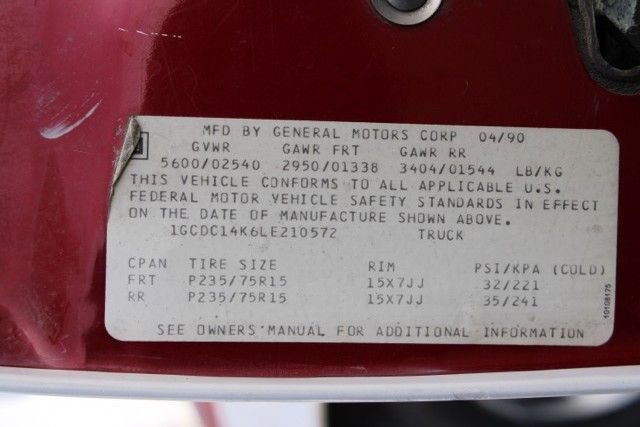 MFD BY GENERAL MOTORS CORP 04/90
GVWR GAWR FRT GAWR RR
5600/02540 2950/01338 3404/01544 LB/KG
THIS VEHICLE CONFORMS TO ALL APPLICABLE U.S.
FEDERAL MOTOR VEHICLE SAFETY STANDARDS IN EFFECT
ON THE DATE OF MANUFACTURE SHOWN ABOVE.
1GCDC14K6LE210572 TRUCK
CPAN TIRE SIZE RIM PSI/KPA (COLD)
FRT P235/75R15 15X7JJ 32/221
RR P235/75R15 15X7JJ 35/241
SEE OWNERS MANUAL FOR ADDITIONAL INFORMATION
10108175